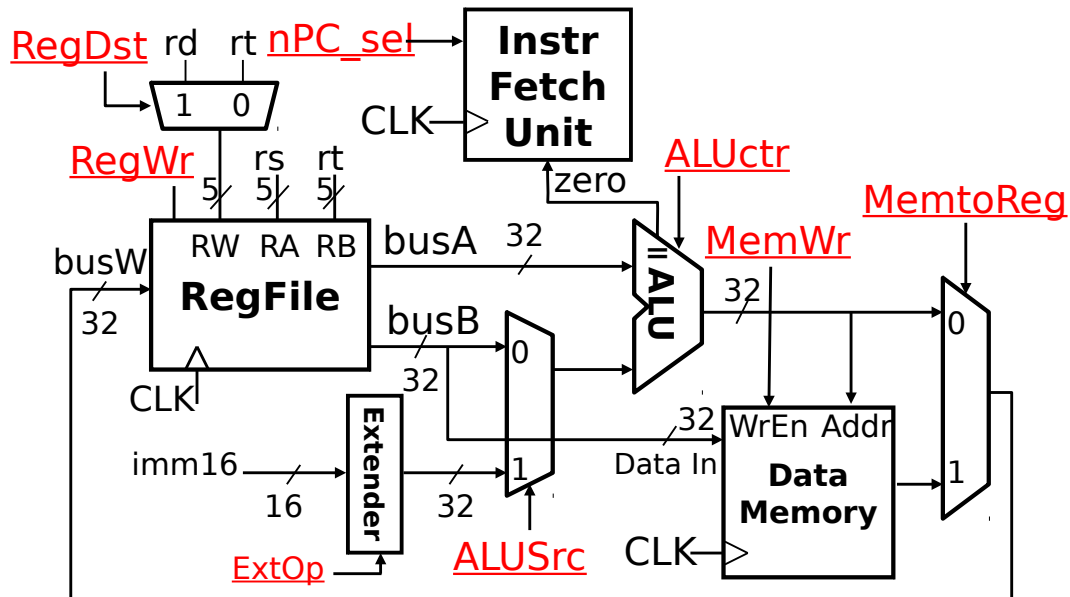 RegDst
rd
rt
nPC_sel
Instr
Fetch
Unit
1
0
CLK
RegWr
5
rs
5
rt
5
zero
ALUctr
MemtoReg
busW
32
RW RA RB
RegFile
CLK
busA
32
busB
32
= ALU
MemWr
32
0
1
0
1
imm16
16
Extender
32
ExtOp
ALUSrc
32
Data In
WrEn Addr
Data
Memory
CLK